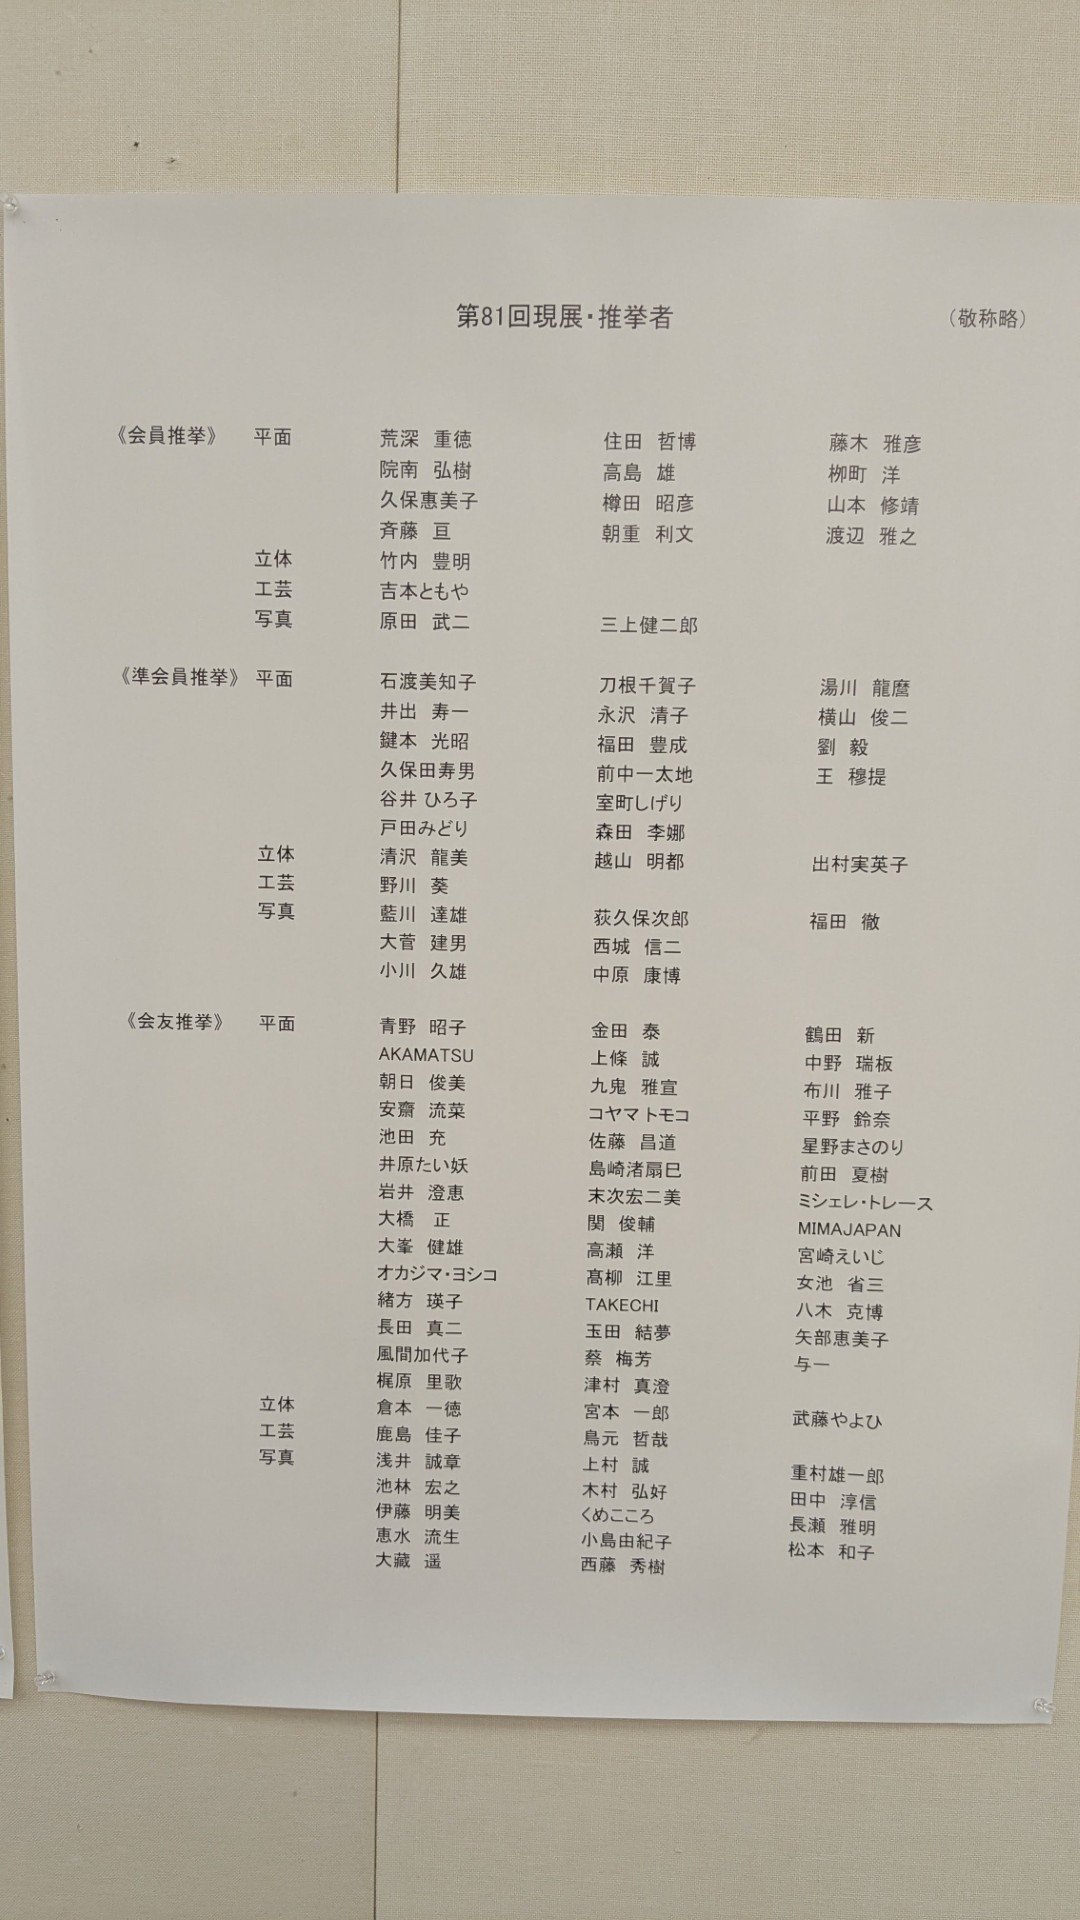 第81回現展・推挙者 （敬称略）
《会員推挙》 平面 荒深 重徳 住田 哲博 藤木 雅彦
院南 弘樹 高島 雄 栁町 洋
久保惠美子 樽田 昭彦 山本 修靖
斉藤 亘 朝重 利文 渡辺 雅之
立体 竹内 豊明
工芸 吉本ともや
写真 原田 武二 三上健二郎
《準会員推挙》 平面 石渡美知子 刀根千賀子 湯川 龍麿
井出 寿一 永沢 清子 横山 俊二
鍵本 光昭 福田 豊成 劉 毅
久保田寿男 前中一太地 王 穆提
谷井 ひろ子 室町しげり
戸田みどり 森田 李娜
立体 清沢 龍美 越山 明都 出村実英子
工芸 野川 葵
写真 藍川 達雄 荻久保次郎 福田 徹
大菅 建男 西城 信二
小川 久雄 中原 康博
《会友推挙》 平面 青野 昭子 金田 泰 鶴田 新
AKAMATSU 上條 誠 中野 瑞板
朝日 俊美 九鬼 雅宣 布川 雅子
安齋 流菜 コヤマトモコ 平野 鈴奈
池田 充 佐藤 昌道 星野まさのり
井原たい妖 島崎渚扇巳 前田 夏樹
岩井 澄恵 末次宏二美 ミシェレ・トレース
大橋 正 関 俊輔 MIMAJAPAN
大峯 健雄 高瀬 洋 宮崎えいじ
オカジマ・ヨシコ 髙柳 江里 女池 省三
緒方 瑛子 TAKECHI 八木 克博
長田 真二 玉田 結夢 矢部恵美子
風間加代子 蔡 梅芳 与一
梶原 里歌 津村 真澄
立体 倉本 一徳 宮本 一郎 武藤やよひ
工芸 鹿島 佳子 鳥元 哲哉
写真 浅井 誠章 上村 誠 重村雄一郎
池林 宏之 木村 弘好 田中 淳信
伊藤 明美 くめこころ 長瀬 雅明
恵水 流生 小島由紀子 松本 和子
大藏 遥 西藤 秀樹